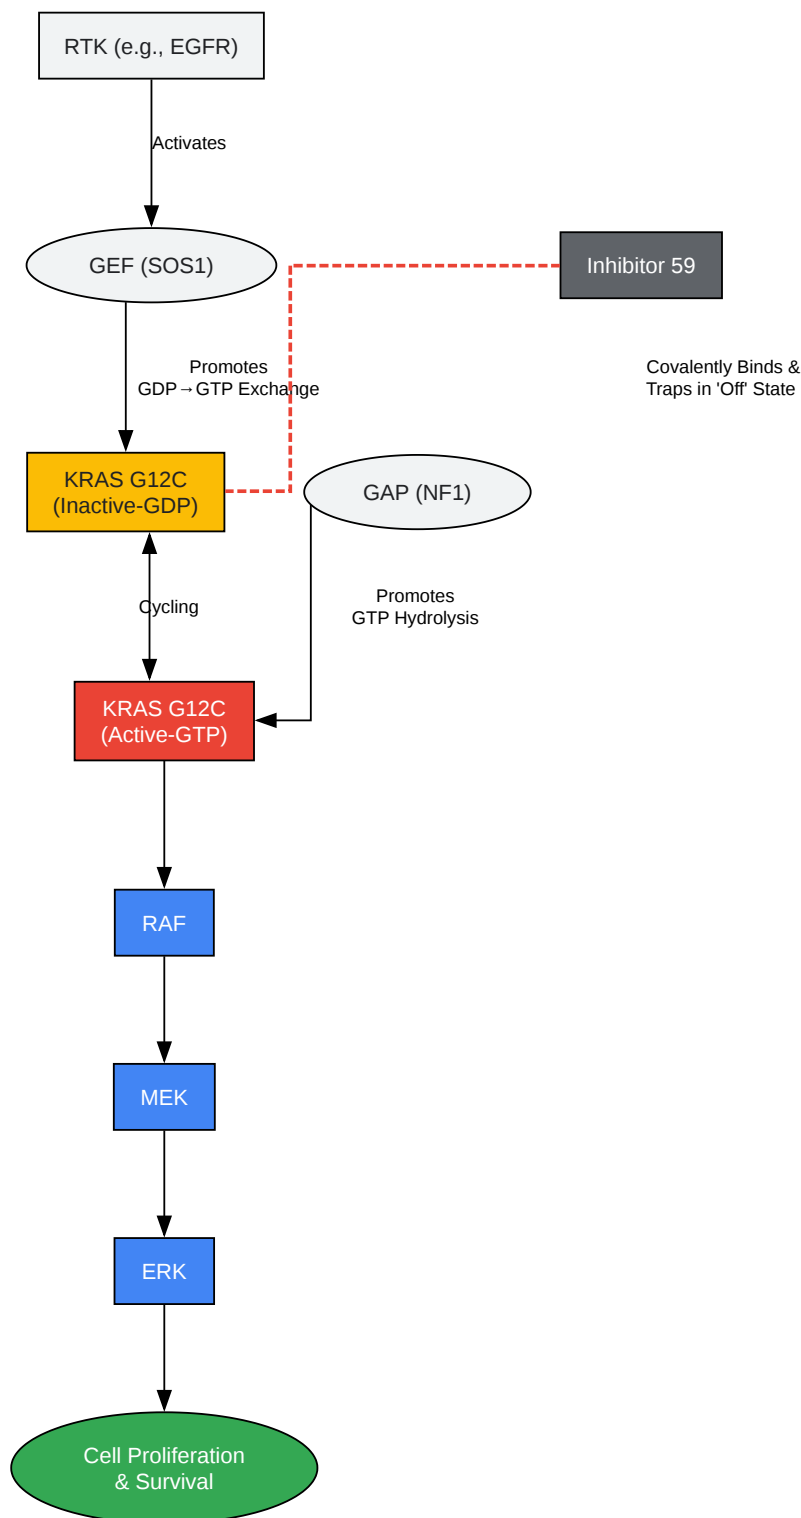 RTK (e.g., EGFR)
Activates
GEF (SOS1)
Inhibitor 59
Promotes
GDP→GTP Exchange
Covalently Binds &
Traps in 'Off' State
KRAS G12C
(Inactive-GDP)
GAP (NF1)
Cycling
Promotes
GTP Hydrolysis
KRAS G12C
(Active-GTP)
RAF
MEK
ERK
Cell Proliferation
& Survival